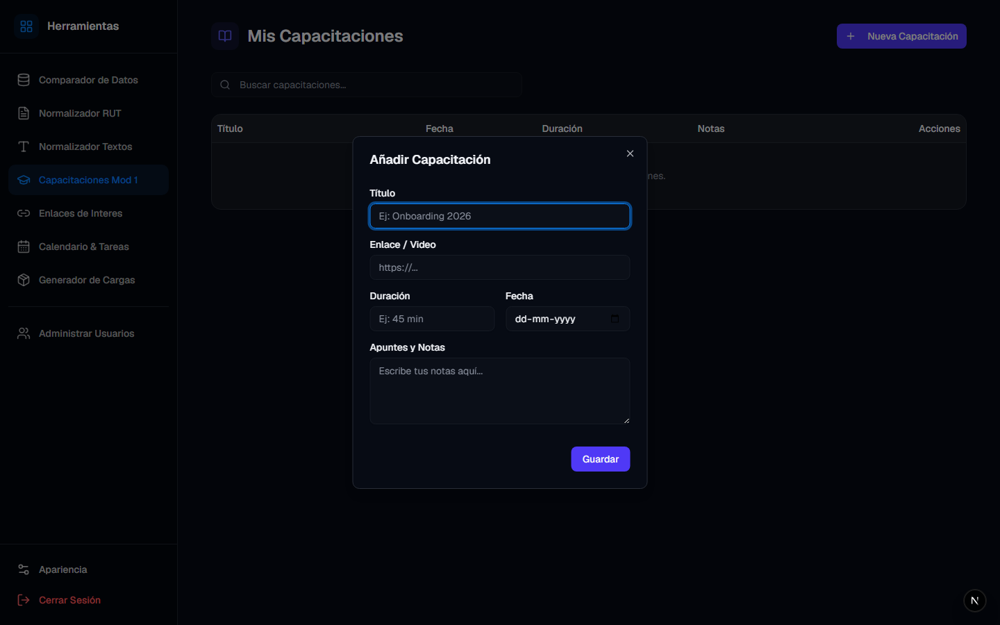 Herramientas
Comparador de Datos
Normalizador RUT
Normalizador Textos
Capacitaciones Mod 1
Enlaces de Interes
Calendario & Tareas
Generador de Cargas
Administrar Usuarios
Apariencia
Cerrar Sesión
Mis Capacitaciones
Nueva Capacitación
Buscar capacitaciones...
Título Fecha Duración Notas Acciones
nes.
Añadir Capacitación
Título
Ej: Onboarding 2026
Enlace / Video
https://...
Duración Fecha
Ej: 45 min dd-mm-yyyy
Apuntes y Notas
Escribe tus notas aquí...
Guardar
N